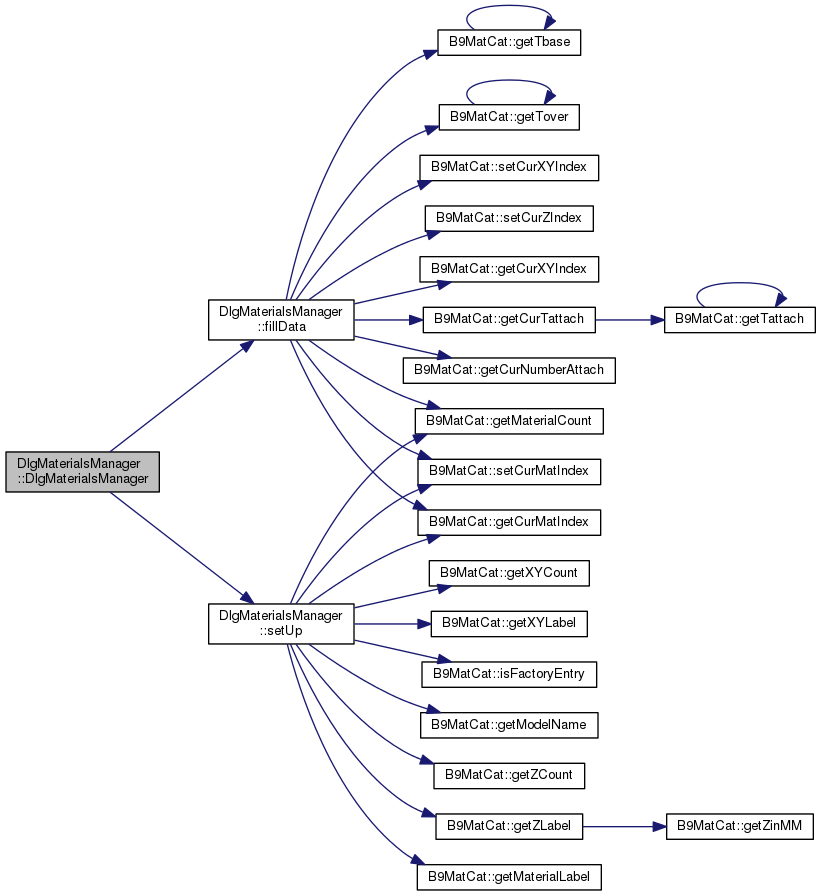 B9MatCat::getTbase
B9MatCat::getTover
B9MatCat::setCurXYIndex
B9MatCat::setCurZIndex
B9MatCat::getCurXYIndex
DlgMaterialsManager
::fillData
B9MatCat::getCurTattach
B9MatCat::getTattach
B9MatCat::getCurNumberAttach
B9MatCat::getMaterialCount
DlgMaterialsManager
::DlgMaterialsManager
B9MatCat::setCurMatIndex
B9MatCat::getCurMatIndex
B9MatCat::getXYCount
DlgMaterialsManager
::setUp
B9MatCat::getXYLabel
B9MatCat::isFactoryEntry
B9MatCat::getModelName
B9MatCat::getZCount
B9MatCat::getZLabel
B9MatCat::getZinMM
B9MatCat::getMaterialLabel